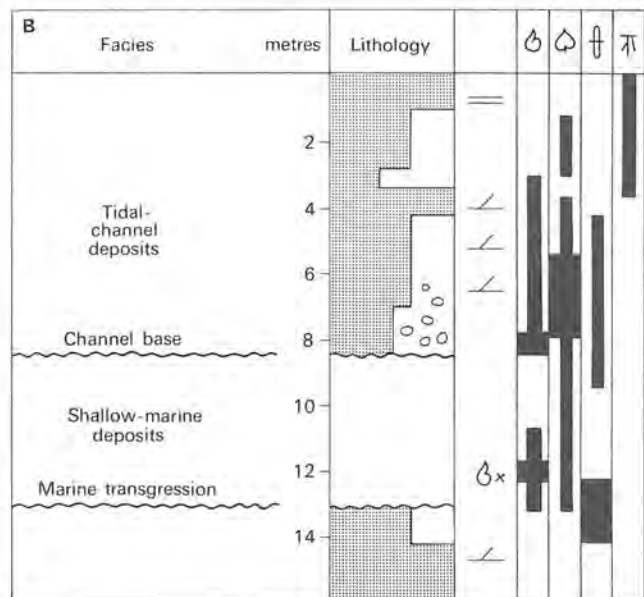 B
Facies metres Lithology
2
Tidal-
channel
deposits
4
6
Channel base
8
10
Shallow-marine
deposits
12
Marine transgression
x
14